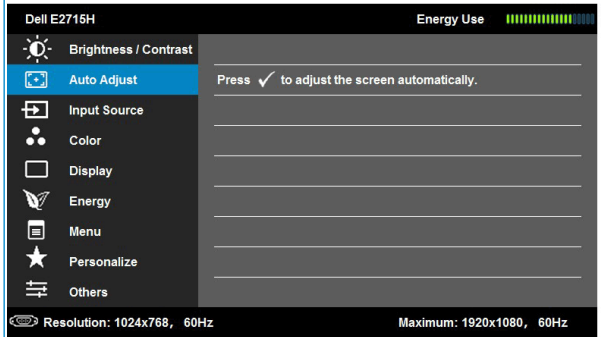 Dell E2715H Energy Use
Brightness / Contrast
Auto Adjust Press ✓ to adjust the screen automatically.
Input Source
Color
Display
Energy
Menu
Personalize
Others
Resolution: 1024x768, 60Hz Maximum: 1920x1080, 60Hz